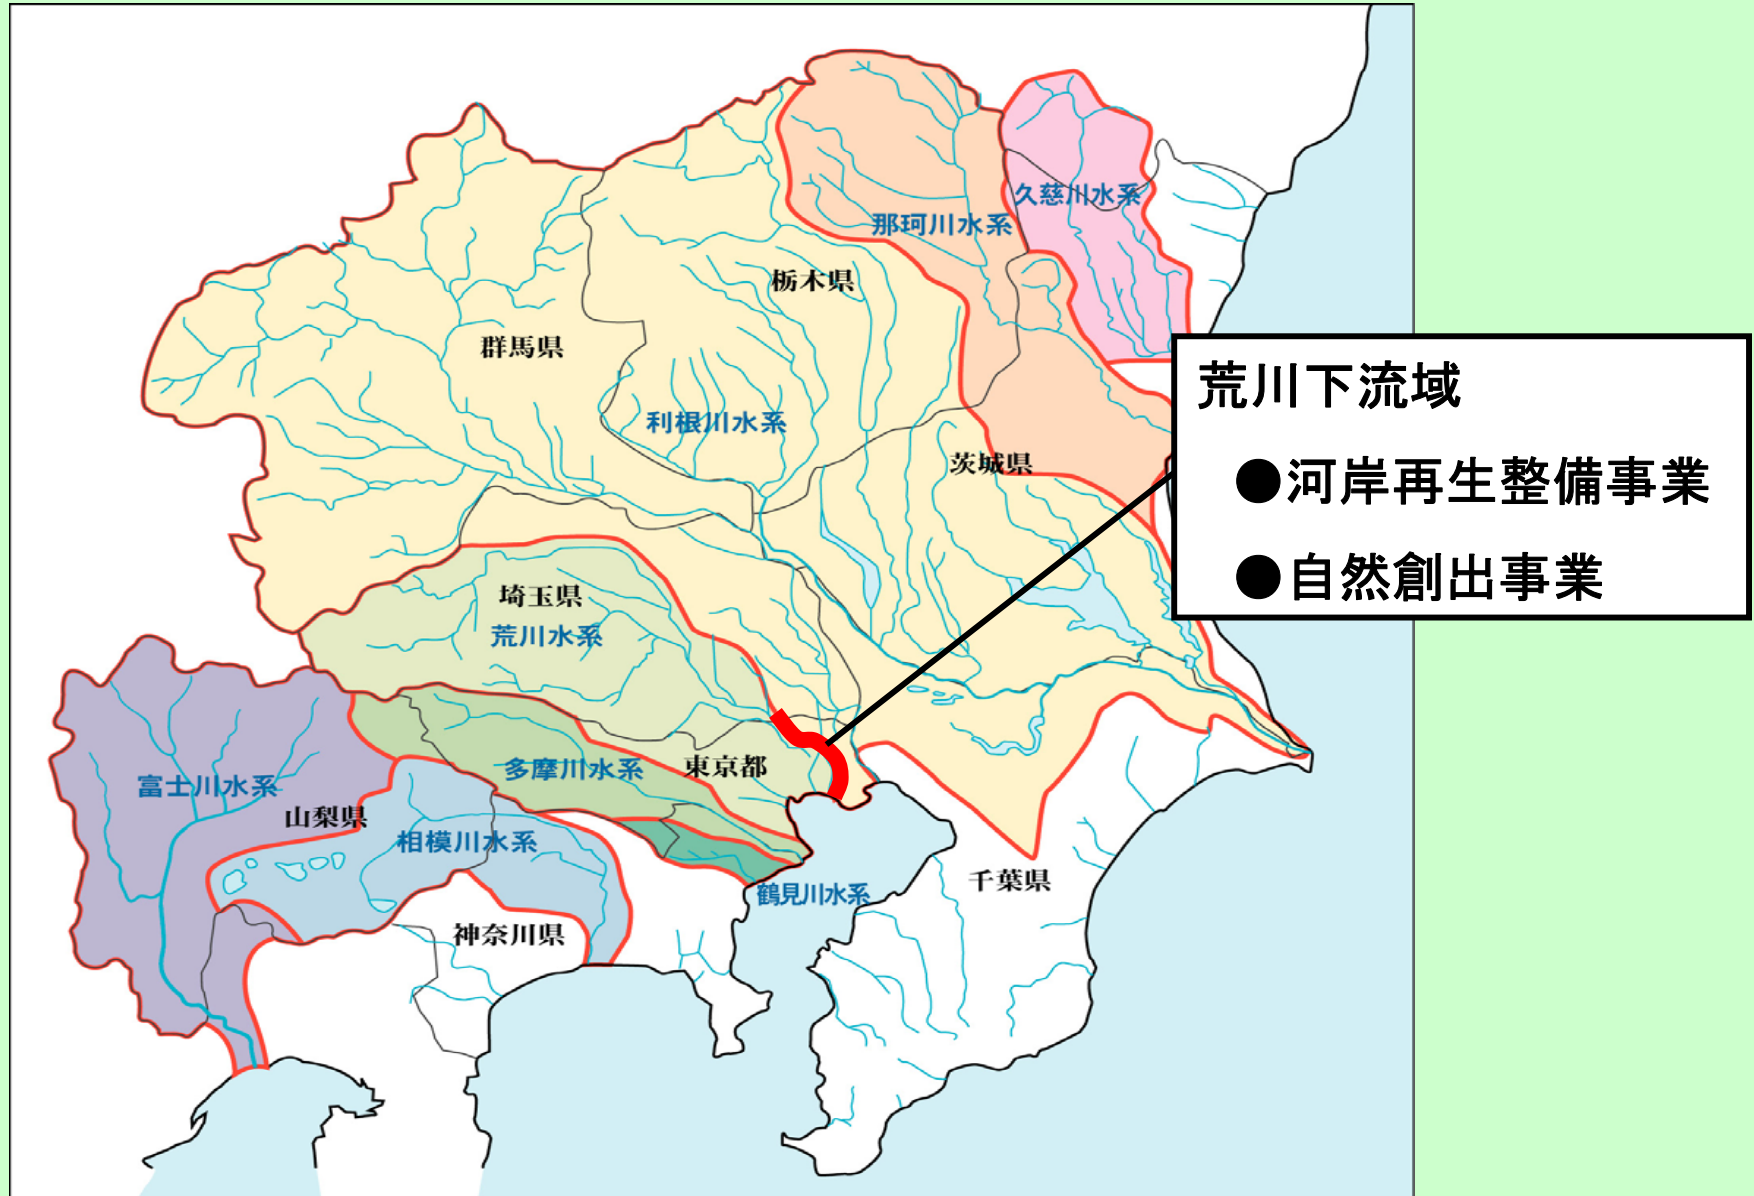 久慈川水系
那珂川水系
栃木県
群馬県
荒川下流域
●河岸再生整備事業
●自然創出事業
利根川水系
茨城県
埼玉県
荒川水系
富士川水系
多摩川水系
東京都
山梨県
相模川水系
千葉県
鶴見川水系
神奈川県